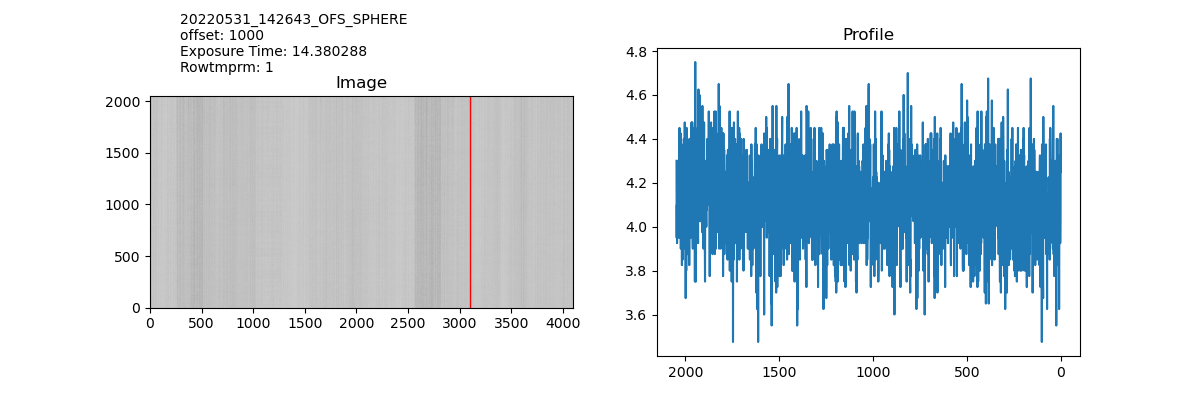 20220531_142643_OFS_SPHERE
offset: 1000
Exposure Time: 14.380288
Rowtmprm: 1
Image
2000
1500
1000
500
0
0 500 1000 1500 2000 2500 3000 3500 4000
Profile
4.8
4.6
4.4
4.2
4.0
3.8
3.6
2000 1500 1000 500 0